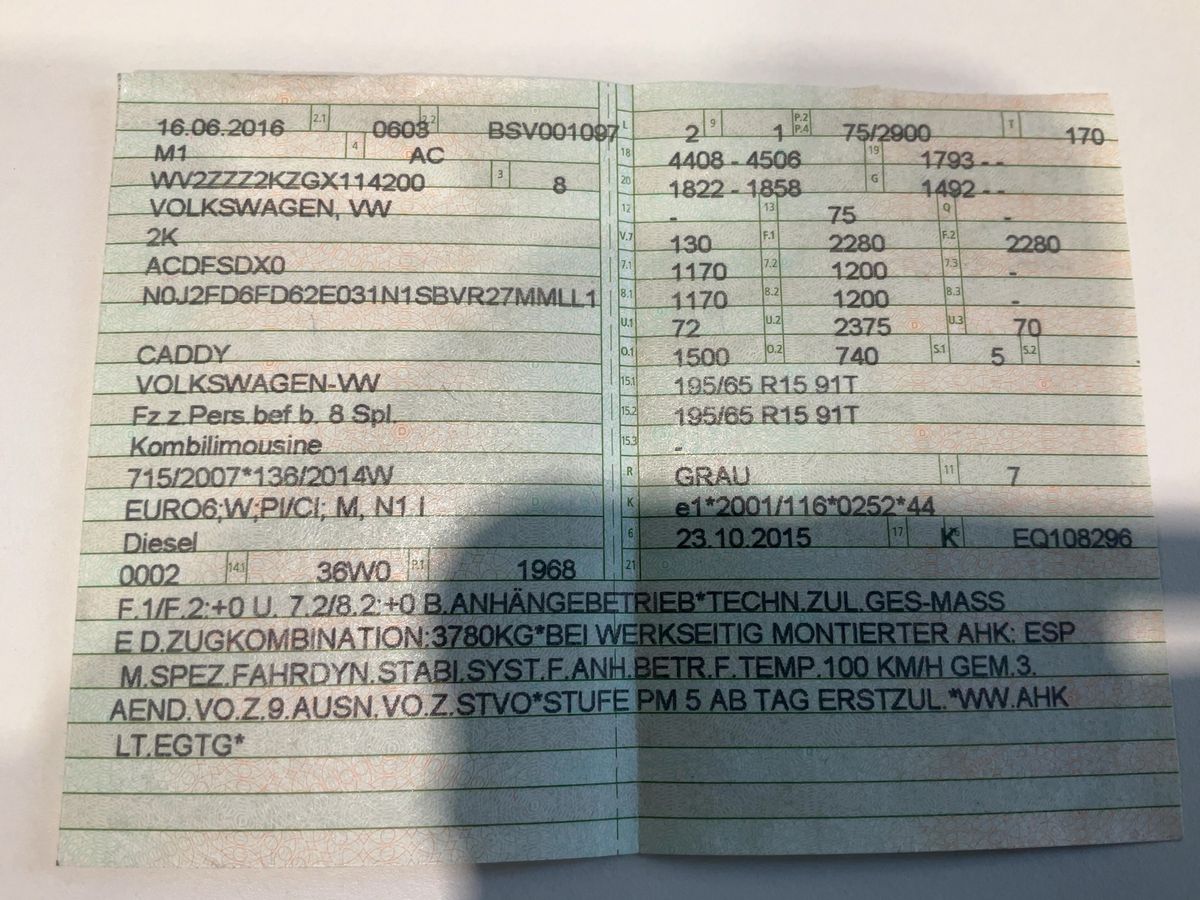 16.06.2016 2.1 0603 2.2 BSV001097
M1 4 AC
WV2ZZZ2KZGX114200 3 8
VOLKSWAGEN, VW
2K
ACDFSDX0
N0J2FD6FD62E031N1SBVR27MMLL1
CADDY
VOLKSWAGEN-VW
Fz.z.Pers.bef.b. 8 Spl.
Kombilimousine
715/2007*136/2014W
EURO6;W;PI/CI; M, N1 I
Diesel
0002 14.1 36W0 P.1 1968
L 2 9 1 P.2 P.4 75/2900 T 170
18 4408 - 4506 19 1793 - -
20 1822 - 1858 G 1492 - -
12 - 13 75 Q -
V.7 130 F.1 2280 F.2 2280
7.1 1170 7.2 1200 7.3 -
8.1 1170 8.2 1200 8.3 -
U.1 72 U.2 2375 U.3 70
O.1 1500 O.2 740 S.1 5 S.2
15.1 195/65 R15 91T
15.2 195/65 R15 91T
15.3 -
R GRAU 11 7
K e1*2001/116*0252*44
6 23.10.2015 17 K EQ108296
21
F.1/F.2:+0 U. 7.2/8.2:+0 B.ANHÄNGEBETRIEB*TECHN.ZUL.GES-MASS
E D.ZUGKOMBINATION:3780KG*BEI WERKSEITIG MONTIERTER AHK: ESP
M.SPEZ.FAHRDYN.STABI.SYST.F.ANH.BETR.F.TEMP.100 KM/H GEM.3.
AEND.VO.Z.9.AUSN.VO.Z.STVO*STUFE PM 5 AB TAG ERSTZUL.*WW.AHK
LT.EGTG*